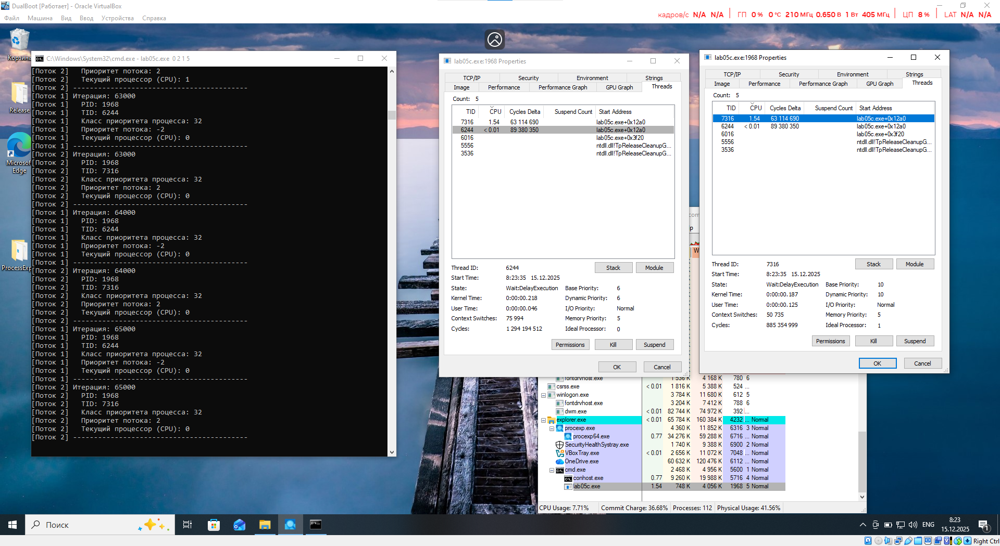 DualBoot [Работает] - Oracle VirtualBox
Файл Машина Вид Ввод Устройства Справка
кадров/с N/A N/A ГП 0 % 0 °C 210 МГц 0.650 В 1 Вт 405 МГц ЦП 8 % LAT N/A N/A
Корзина
Release
Microsoft Edge
C:\Windows\System32\cmd.exe - lab05c.exe 0 2 1 5
[Поток 2] Приоритет потока: 2
[Поток 2] Текущий процессор (CPU): 1
[Поток 2] ------------------------------------------
[Поток 1] Итерация: 63000
[Поток 1] PID: 1968
[Поток 1] TID: 6244
[Поток 1] Класс приоритета процесса: 32
[Поток 1] Приоритет потока: -2
[Поток 1] Текущий процессор (CPU): 0
[Поток 1] ------------------------------------------
[Поток 2] Итерация: 63000
[Поток 2] PID: 1968
[Поток 2] TID: 7316
[Поток 2] Класс приоритета процесса: 32
[Поток 2] Приоритет потока: 2
[Поток 2] Текущий процессор (CPU): 0
[Поток 2] ------------------------------------------
[Поток 1] Итерация: 64000
[Поток 1] PID: 1968
[Поток 1] TID: 6244
[Поток 1] Класс приоритета процесса: 32
[Поток 1] Приоритет потока: -2
[Поток 1] Текущий процессор (CPU): 0
[Поток 1] ------------------------------------------
[Поток 2] Итерация: 64000
[Поток 2] PID: 1968
[Поток 2] TID: 7316
[Поток 2] Класс приоритета процесса: 32
[Поток 2] Приоритет потока: 2
[Поток 2] Текущий процессор (CPU): 0
[Поток 2] ------------------------------------------
[Поток 1] Итерация: 65000
[Поток 1] PID: 1968
[Поток 1] TID: 6244
[Поток 1] Класс приоритета процесса: 32
[Поток 1] Приоритет потока: -2
[Поток 1] Текущий процессор (CPU): 0
[Поток 1] ------------------------------------------
[Поток 2] Итерация: 65000
[Поток 2] PID: 1968
[Поток 2] TID: 7316
[Поток 2] Класс приоритета процесса: 32
[Поток 2] Приоритет потока: 2
[Поток 2] Текущий процессор (CPU): 0
[Поток 2] ------------------------------------------
ProcessExp
lab05c.exe:1968 Properties
TCP/IP Security Environment Strings
Image Performance Performance Graph GPU Graph Threads
Count: 5
TID CPU Cycles Delta Suspend Count Start Address
7316 1.54 63 114 690 lab05c.exe+0x12a0
6244 < 0.01 89 380 350 lab05c.exe+0x12a0
6016 lab05c.exe+0x3f20
5556 ntdll.dll!TpReleaseCleanupG...
3536 ntdll.dll!TpReleaseCleanupG...
Thread ID: 6244 Stack Module
Start Time: 8:23:35 15.12.2025
State: Wait:DelayExecution Base Priority: 6
Kernel Time: 0:00:00.218 Dynamic Priority: 6
User Time: 0:00:00.046 I/O Priority: Normal
Context Switches: 75 994 Memory Priority: 5
Cycles: 1 294 194 512 Ideal Processor: 0
Permissions Kill Suspend
OK Cancel
lab05c.exe:1968 Properties
TCP/IP Security Environment Strings
Image Performance Performance Graph GPU Graph Threads
Count: 5
TID CPU Cycles Delta Suspend Count Start Address
7316 1.54 63 114 690 lab05c.exe+0x12a0
6244 < 0.01 89 380 350 lab05c.exe+0x12a0
6016 lab05c.exe+0x3f20
5556 ntdll.dll!TpReleaseCleanupG...
3536 ntdll.dll!TpReleaseCleanupG...
Thread ID: 7316 Stack Module
Start Time: 8:23:35 15.12.2025
State: Wait:DelayExecution Base Priority: 10
Kernel Time: 0:00:00.187 Dynamic Priority: 10
User Time: 0:00:00.125 I/O Priority: Normal
Context Switches: 50 735 Memory Priority: 5
Cycles: 885 354 999 Ideal Processor: 1
Permissions Kill Suspend
OK Cancel
fontdrvhost.exe 1 536 K 4 168 K 780 6
csrss.exe < 0.01 1 816 K 5 388 K 524 ...
winlogon.exe 3 784 K 11 680 K 612 5
fontdrvhost.exe 3 204 K 7 412 K 788 6
dwm.exe < 0.01 82 744 K 74 972 K 392 ...
explorer.exe < 0.01 65 784 K 160 384 K 4232 ... Normal
procexp.exe 4 360 K 11 852 K 6316 3 Normal
procexp64.exe 0.77 34 276 K 59 288 K 6716 ... Normal
SecurityHealthSystray.exe 1 740 K 9 388 K 6900 2 Normal
VBoxTray.exe < 0.01 2 656 K 11 072 K 7048 ... Normal
OneDrive.exe 60 632 K 120 476 K 6112 ... Normal
cmd.exe 2 468 K 4 956 K 5600 1 Normal
conhost.exe 0.77 9 260 K 19 988 K 5716 4 Normal
lab05c.exe 1.54 748 K 4 056 K 1968 5 Normal
CPU Usage: 7.71% Commit Charge: 36.68% Processes: 112 Physical Usage: 41.56%
Поиск
ENG
8:23
15.12.2025
1
Right Ctrl